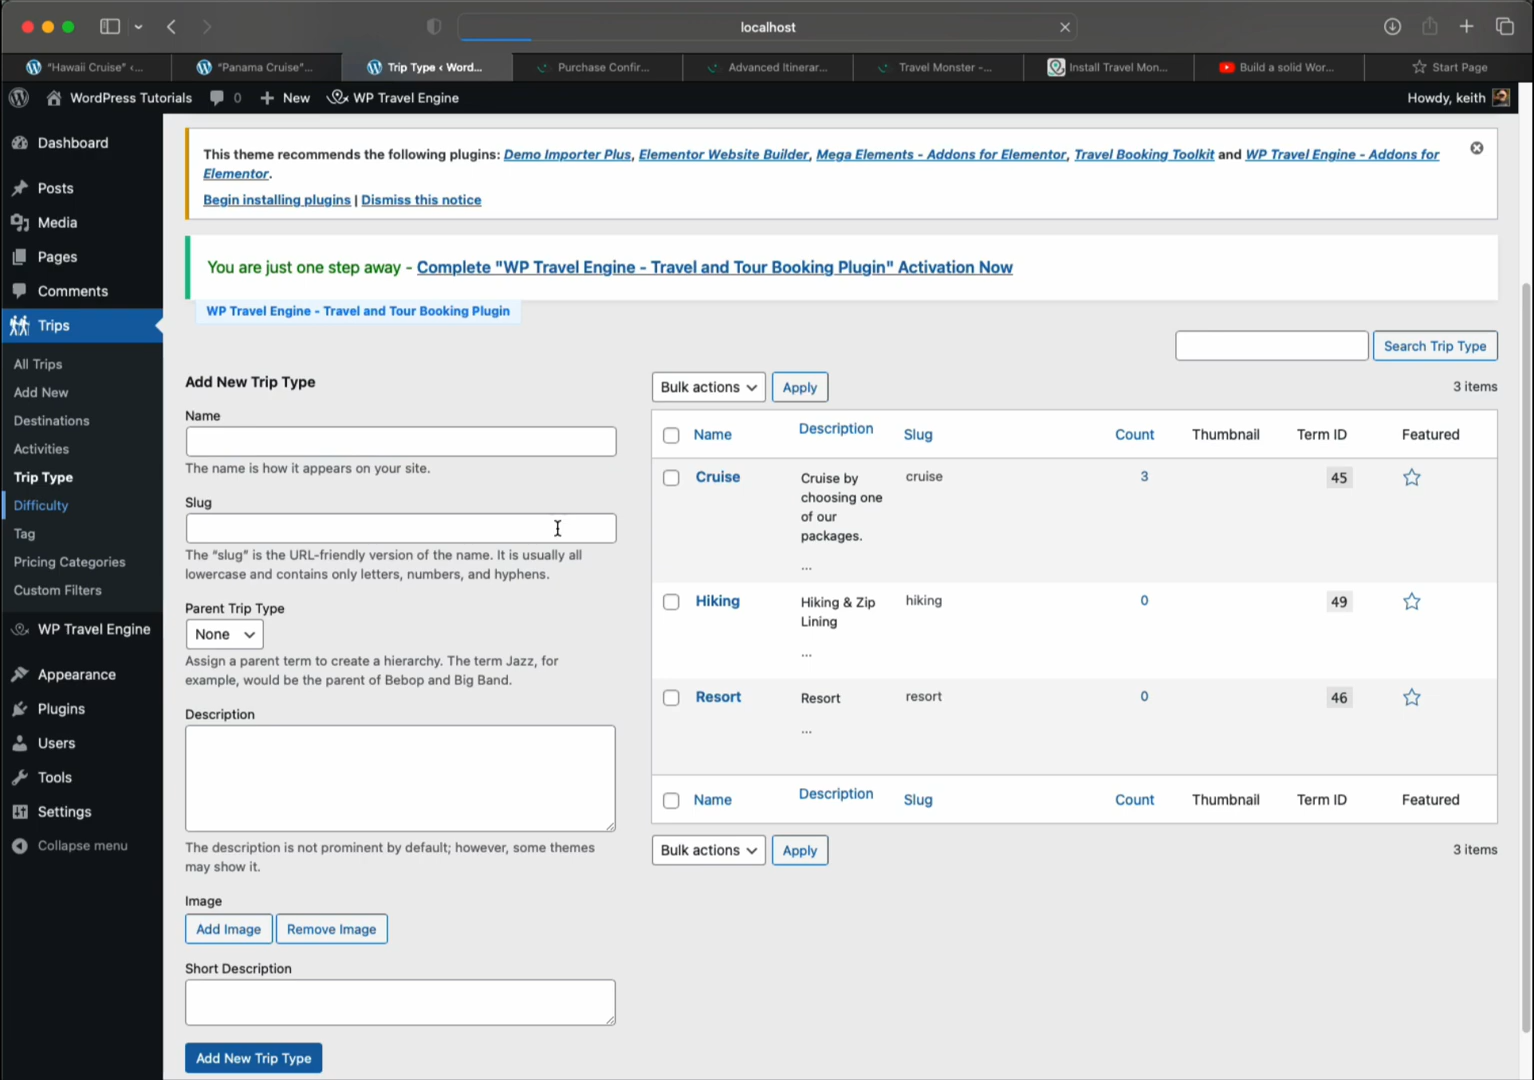 localhost
"Hawaii Cruise" ‹...
"Panama Cruise"...
Trip Type ‹ Word...
Purchase Confir...
Advanced Itinerar...
Travel Monster -...
Install Travel Mon...
Build a solid Wor...
Start Page
WordPress Tutorials
0
New
WP Travel Engine
Howdy, keith
Dashboard
Posts
Media
Pages
Comments
Trips
All Trips
Add New
Destinations
Activities
Trip Type
Difficulty
Tag
Pricing Categories
Custom Filters
WP Travel Engine
Appearance
Plugins
Users
Tools
Settings
Collapse menu
This theme recommends the following plugins: Demo Importer Plus, Elementor Website Builder, Mega Elements - Addons for Elementor, Travel Booking Toolkit and WP Travel Engine - Addons for
Elementor.
Begin installing plugins | Dismiss this notice
You are just one step away - Complete "WP Travel Engine - Travel and Tour Booking Plugin" Activation Now
WP Travel Engine - Travel and Tour Booking Plugin
Search Trip Type
Add New Trip Type
Name
The name is how it appears on your site.
Slug
The "slug" is the URL-friendly version of the name. It is usually all
lowercase and contains only letters, numbers, and hyphens.
Parent Trip Type
None
Assign a parent term to create a hierarchy. The term Jazz, for
example, would be the parent of Bebop and Big Band.
Description
The description is not prominent by default; however, some themes
may show it.
Image
Add Image
Remove Image
Short Description
Add New Trip Type
Bulk actions
Apply
3 items
Name Description Slug Count Thumbnail Term ID Featured
Cruise Cruise by cruise 3 45
choosing one
of our
packages.
...
Hiking Hiking & Zip hiking 0 49
Lining
...
Resort Resort resort 0 46
...
Name Description Slug Count Thumbnail Term ID Featured
Bulk actions
Apply
3 items